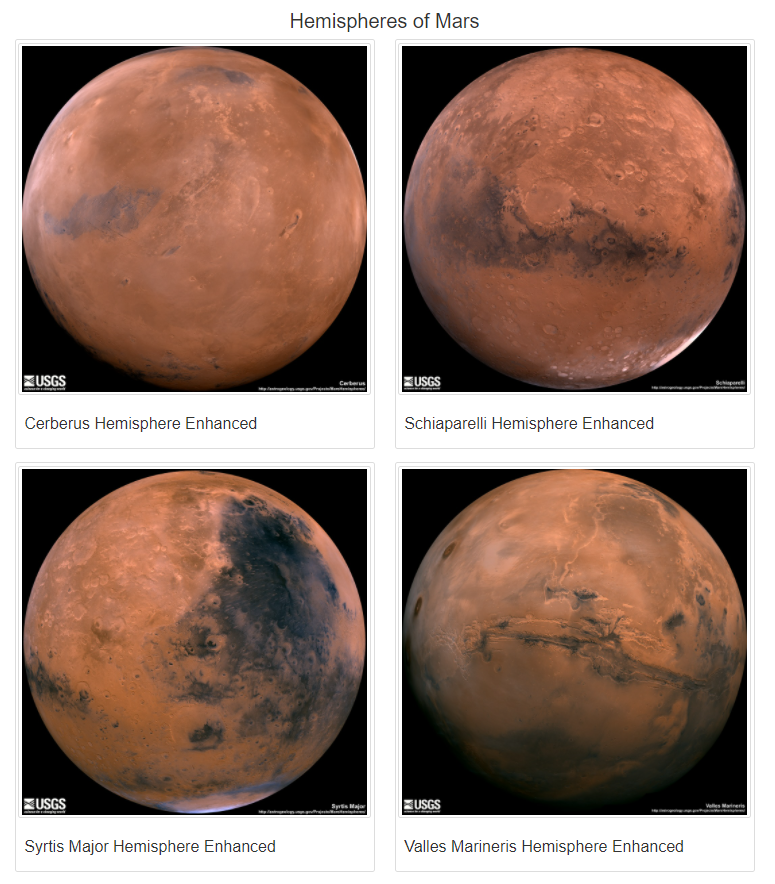 Hemispheres of Mars
USGS
Cerberus
USGS
Schiaparelli
Cerberus Hemisphere Enhanced
Schiaparelli Hemisphere Enhanced
USGS
Syrtis Major
USGS
Valles Marineris
Syrtis Major Hemisphere Enhanced
Valles Marineris Hemisphere Enhanced